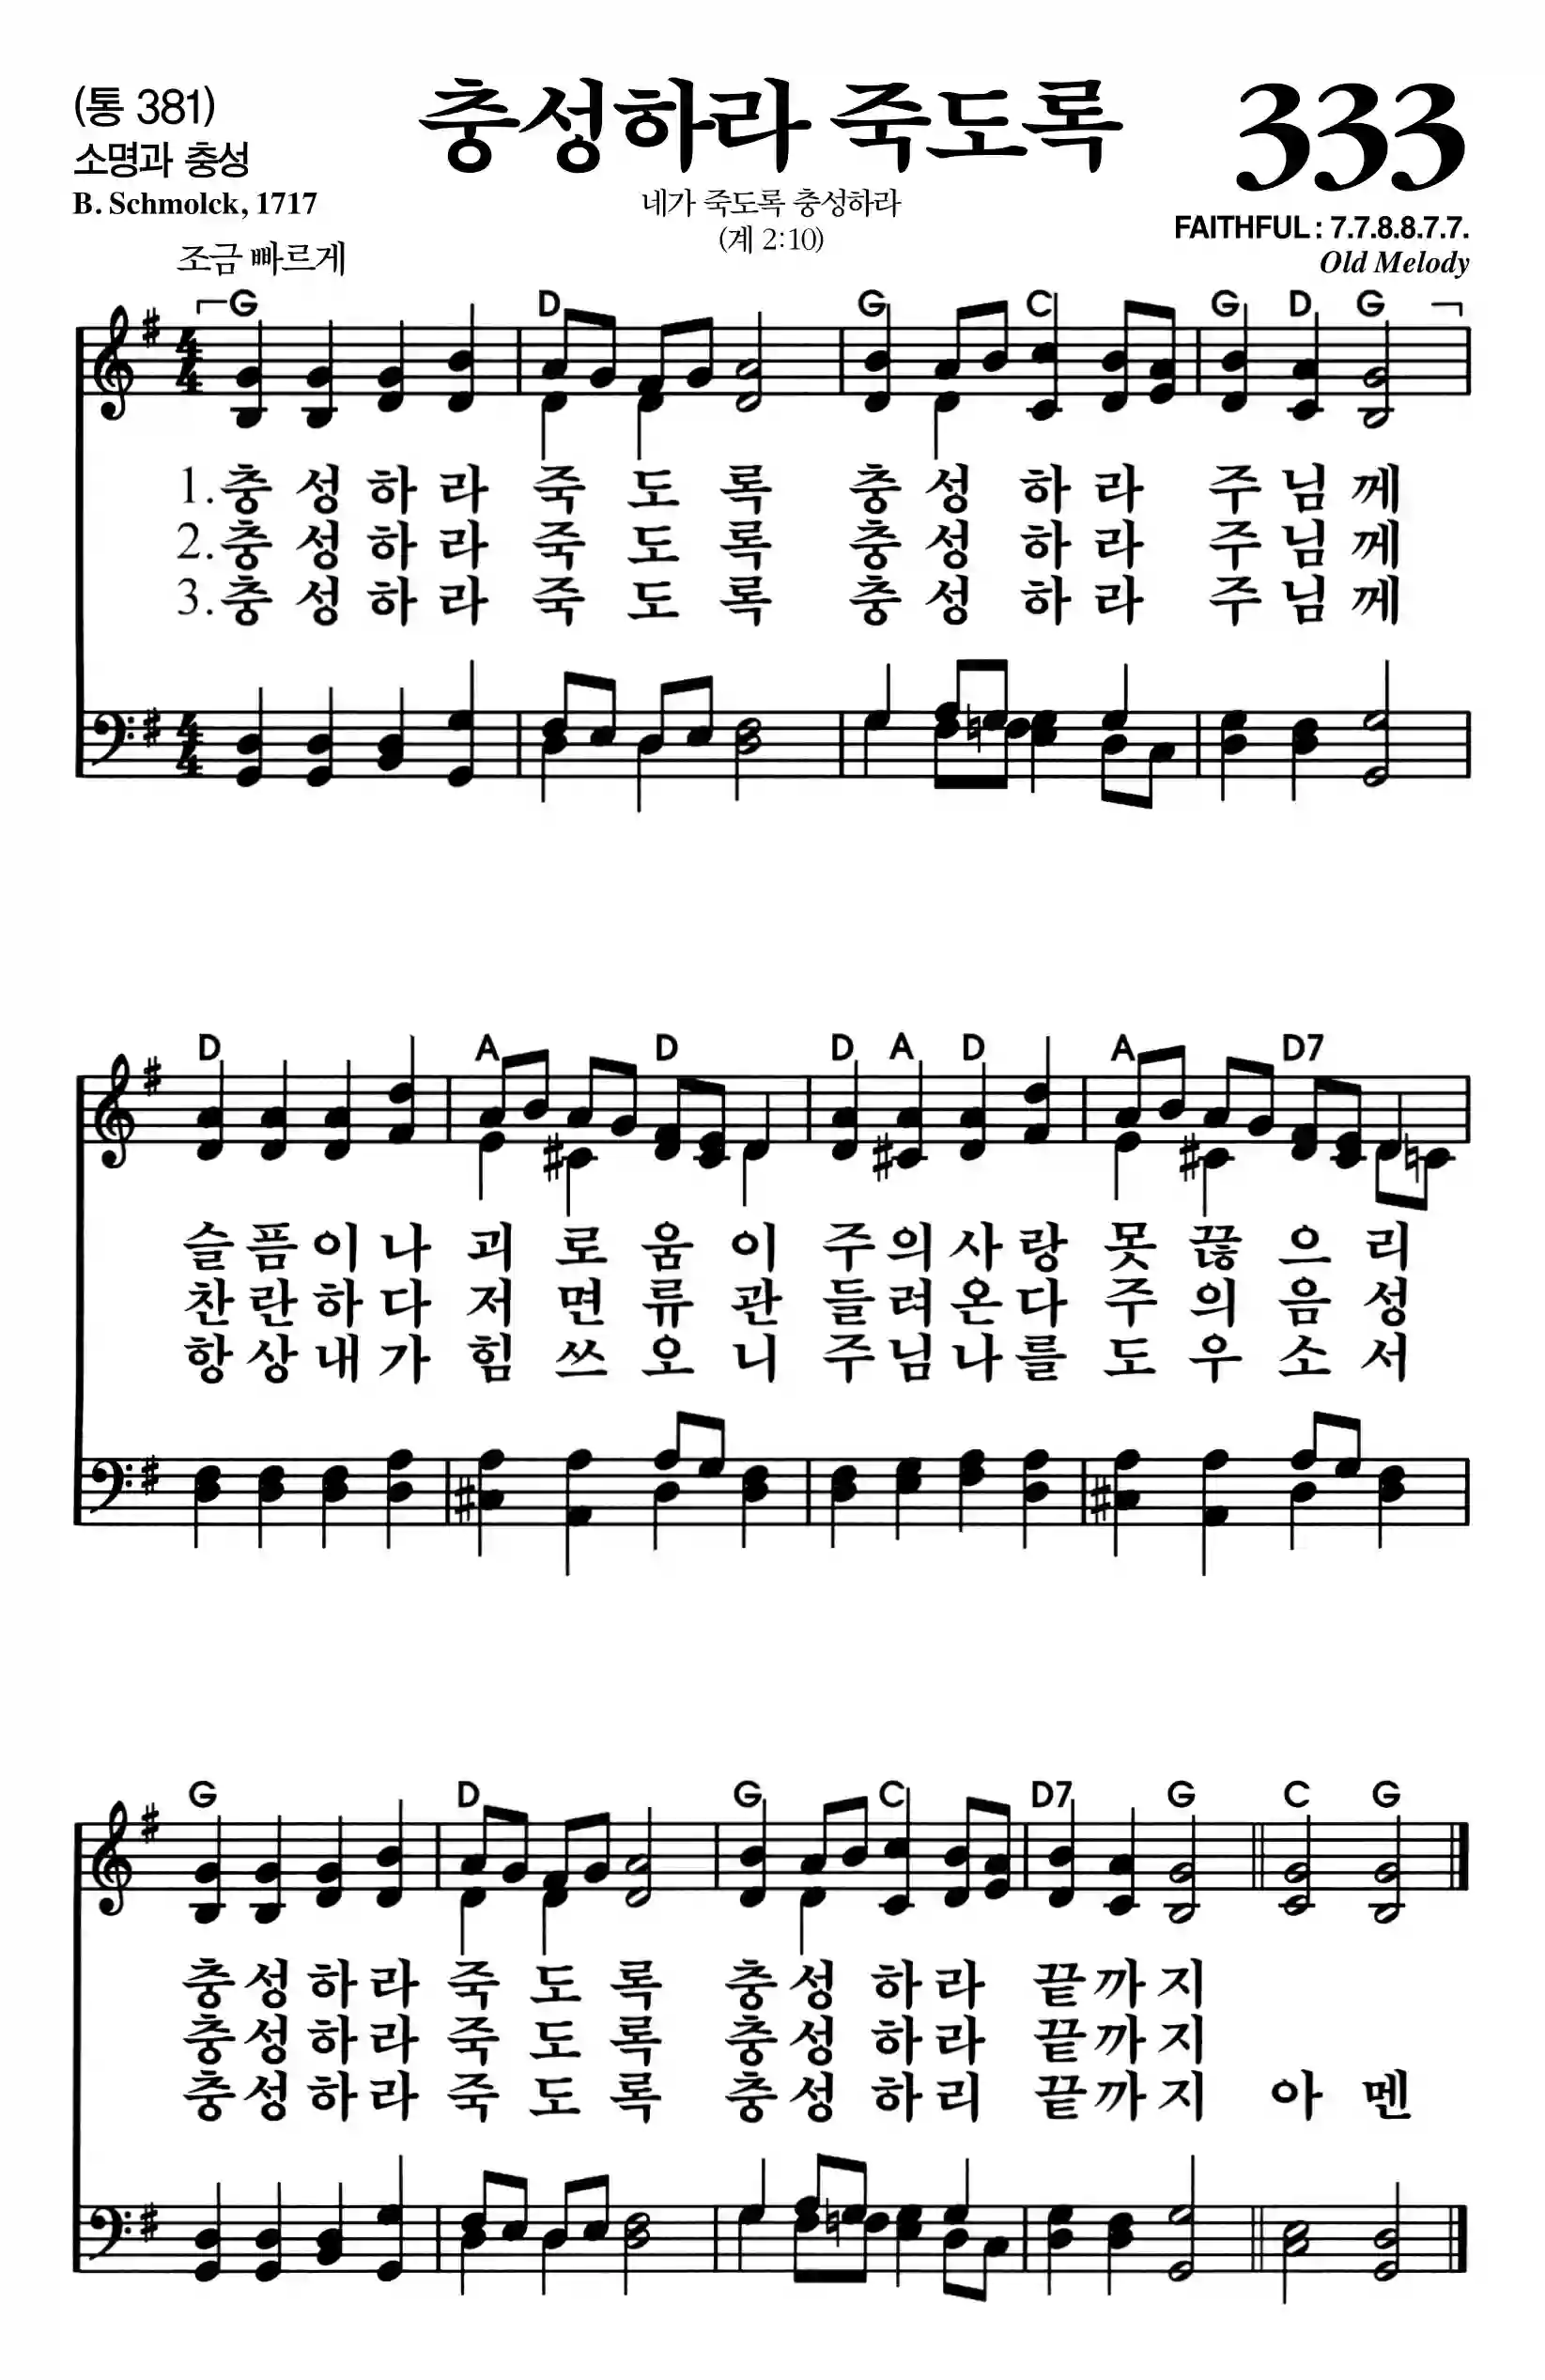 (통 381)
충성하라 죽도록
333
소명과 충성
B. Schmolck, 1717
네가 죽도록 충성하라
(계 2:10)
FAITHFUL : 7.7.8.8.7.7.
Old Melody
조금 빠르게
G D G C G D G
1.충 성 하 라 죽 도 록 충 성 하 라 주 님 께
2.충 성 하 라 죽 도 록 충 성 하 라 주 님 께
3.충 성 하 라 죽 도 록 충 성 하 라 주 님 께
D A D D A D A D7
슬 픔 이 나 괴 로 움 이 주 의 사 랑 못 끊 으 리
찬 란 하 다 저 면 류 관 들 려 온 다 주 의 음 성
항 상 내 가 힘 쓰 오 니 주 님 나 를 도 우 소 서
G D G C D7 G C G
충 성 하 라 죽 도 록 충 성 하 라 끝 까 지
충 성 하 라 죽 도 록 충 성 하 라 끝 까 지
충 성 하 라 죽 도 록 충 성 하 리 끝 까 지 아 멘